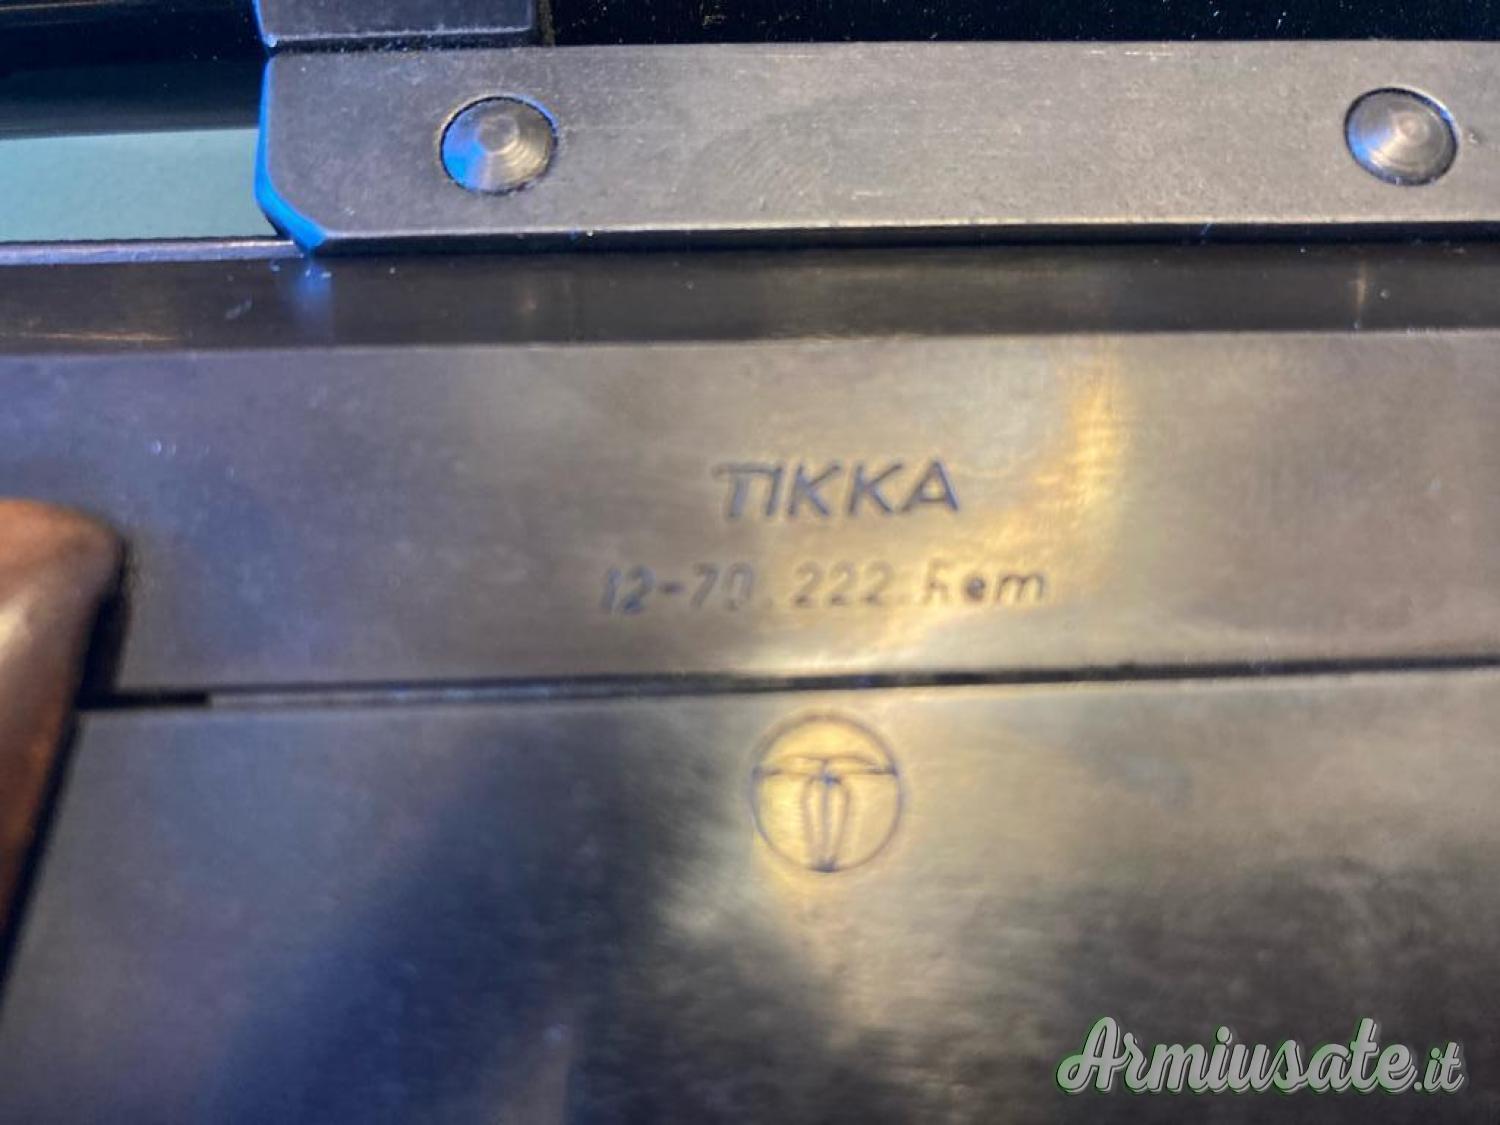 TIKKA
12-70. 222. Rem
Armiusate.it